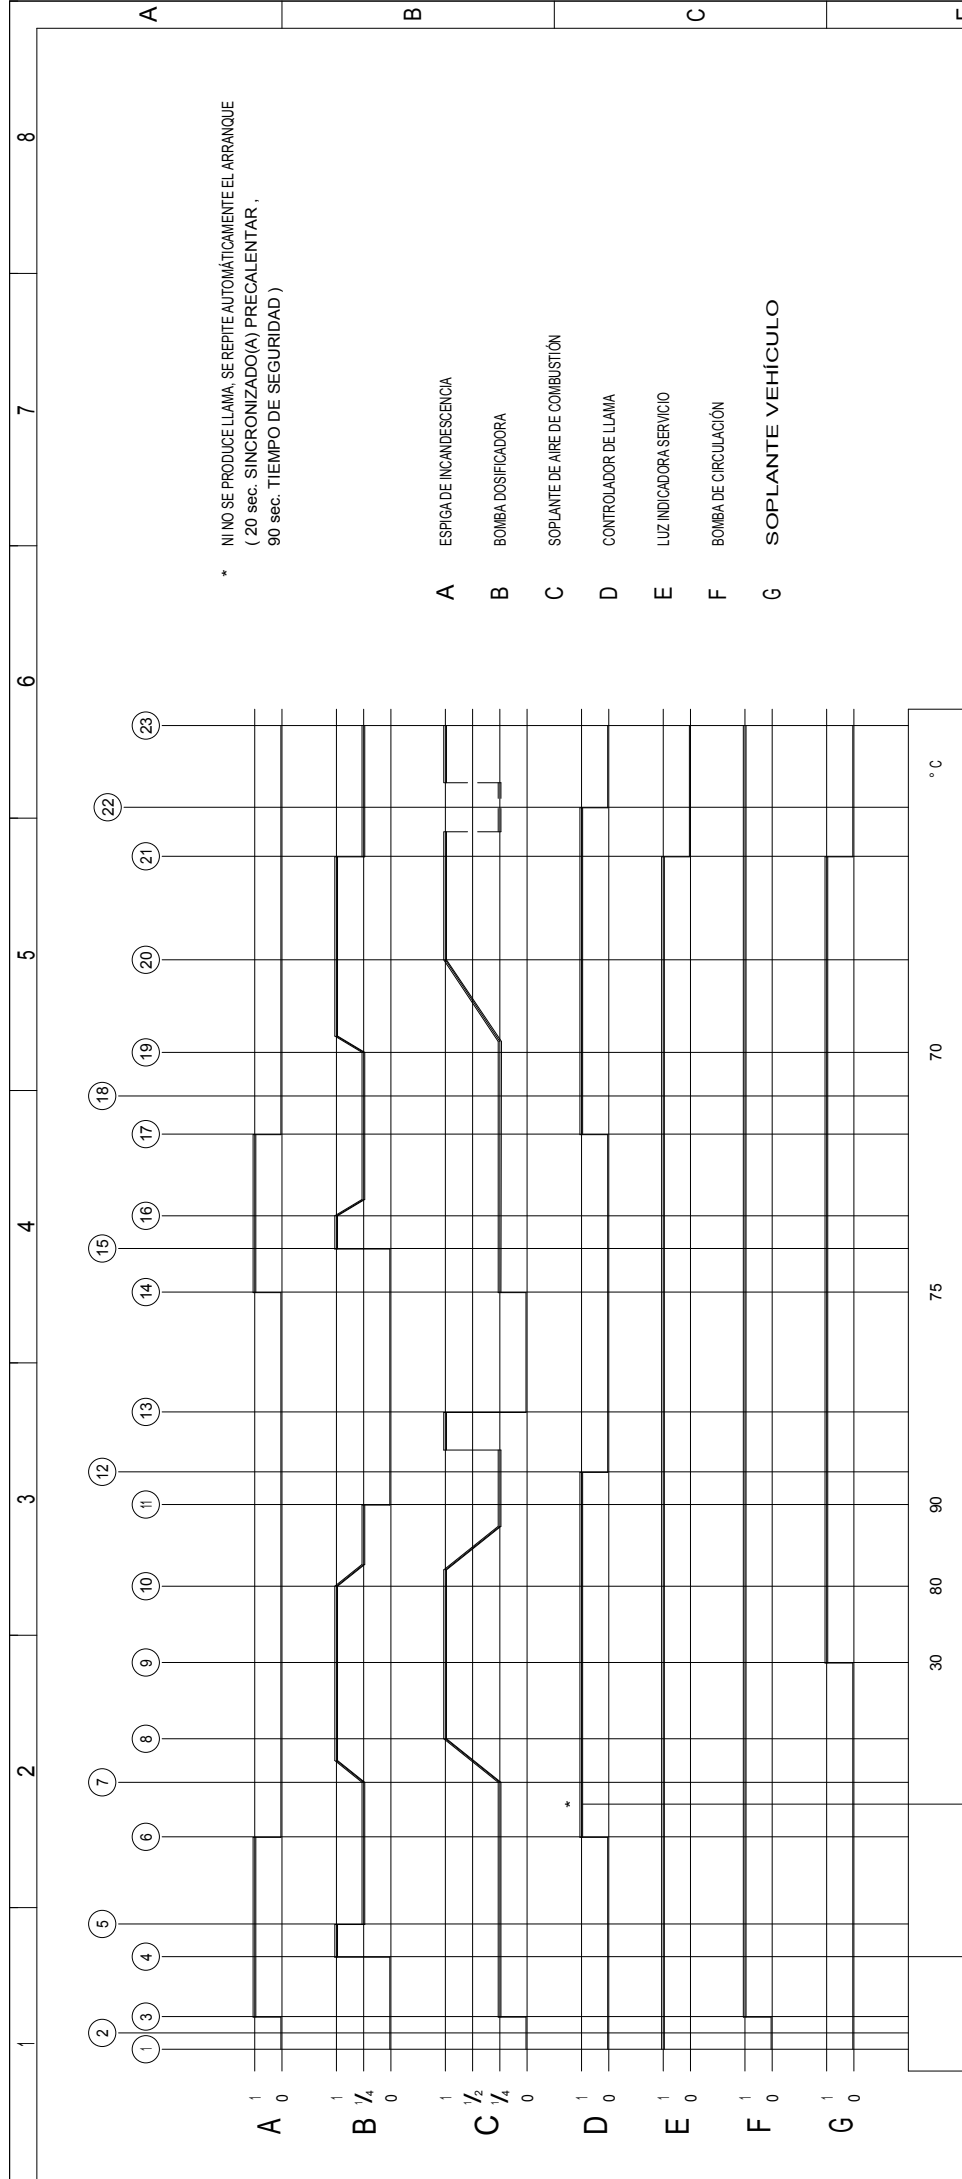 1 2 3 4 5 6 7 8
A
B
C
* NI NO SE PRODUCE LLAMA, SE REPITE AUTOMÁTICAMENTE EL ARRANQUE
( 20 sec. SINCRONIZADO(A) PRECALENTAR ,
90 sec. TIEMPO DE SEGURIDAD )
A ESPIGA DE INCANDESCENCIA
B BOMBA DOSIFICADORA
C SOPLANTE DE AIRE DE COMBUSTIÓN
D CONTROLADOR DE LLAMA
E LUZ INDICADORA SERVICIO
F BOMBA DE CIRCULACIÓN
G SOPLANTE VEHÍCULO
2 5 7 12 15 18 22
1 3 4 6 8 9 10 11 13 14 16 17 19 20 21 23
A 1 0
B 1 ¼ 0
C 1 ½ ¼ 0
D 1 0
*
E 1 0
F 1 0
G 1 0
30 80 90 75 70 ° C